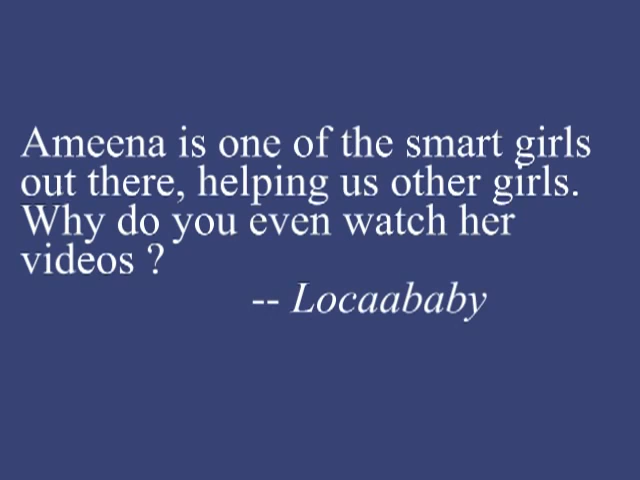 Ameena is one of the smart girls
out there, helping us other girls.
Why do you even watch her
videos ?
-- Locaababy